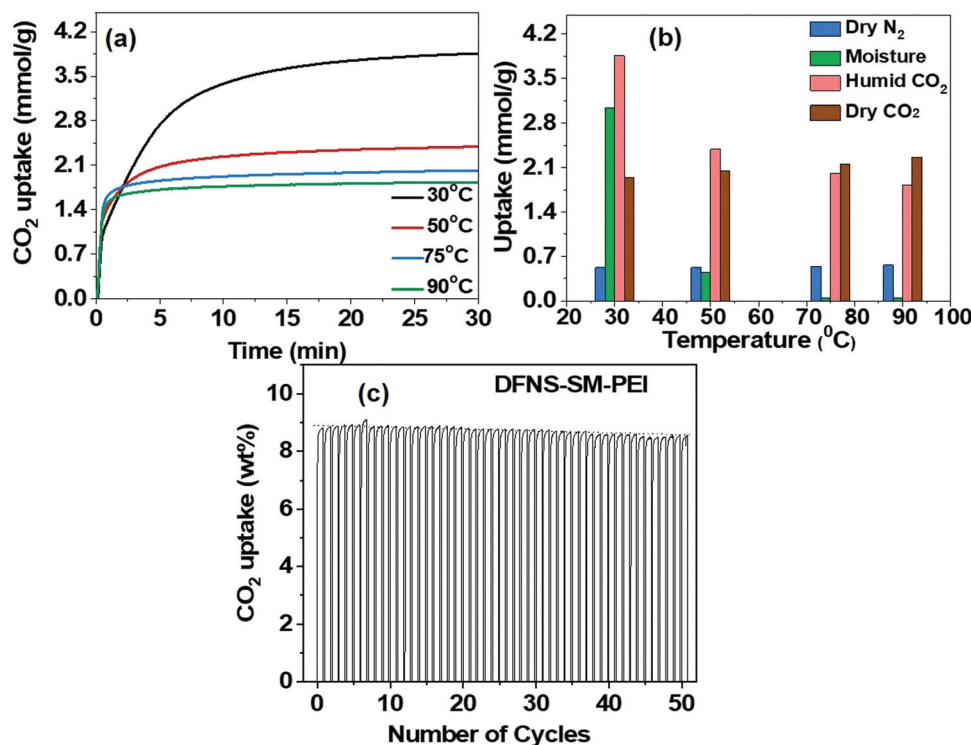 (a)
CO₂ uptake (mmol/g)
4.2
3.5
2.8
2.1
1.4
0.7
0.0
30°C
50°C
75°C
90°C
0 5 10 15 20 25 30
Time (min)
(b)
Uptake (mmol/g)
4.2
3.5
2.8
2.1
1.4
0.7
0.0
Dry N₂
Moisture
Humid CO₂
Dry CO₂
20 30 40 50 60 70 80 90 100
Temperature (⁰C)
(c)
DFNS-SM-PEI
CO₂ uptake (wt%)
10
8
6
4
2
0
0 10 20 30 40 50
Number of Cycles